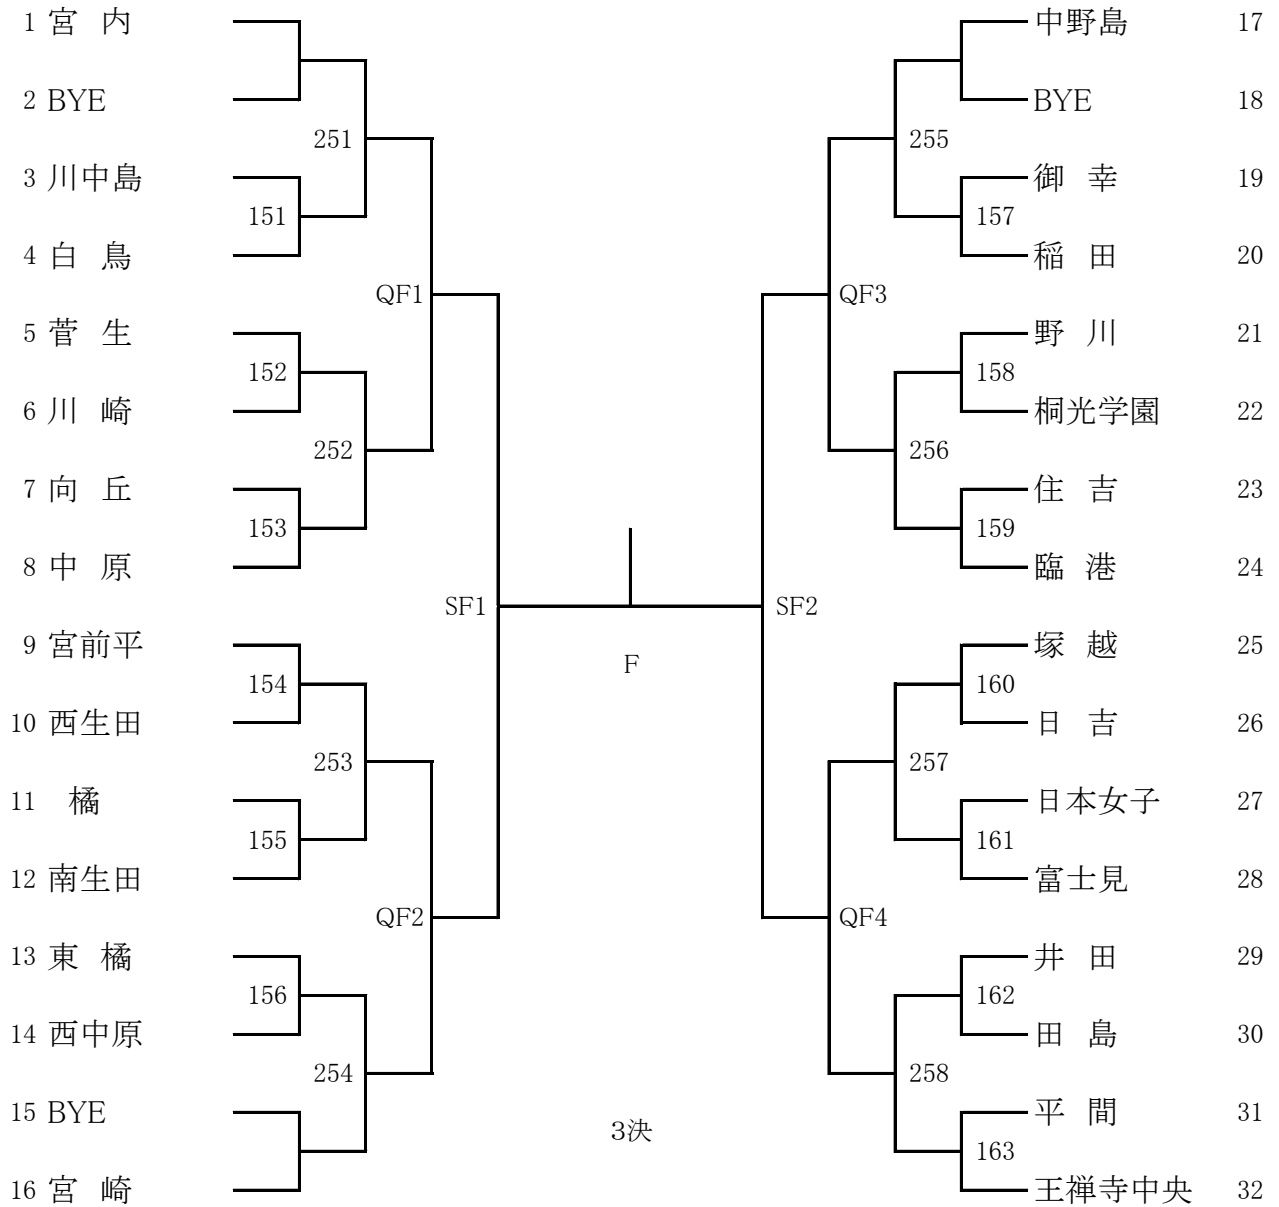 1 宮 内
2 BYE
251
3 川中島
151
4 白 鳥
QF1
5 菅 生
152
6 川 崎
252
7 向 丘
153
8 中 原
SF1
9 宮前平
154
10 西生田
253
11 橘
155
12 南生田
QF2
13 東 橘
156
14 西中原
254
15 BYE
16 宮 崎
F
3決
中野島 17
BYE 18
255
御 幸 19
157
稲 田 20
QF3
野 川 21
158
桐光学園 22
256
住 吉 23
159
臨 港 24
SF2
塚 越 25
160
日 吉 26
257
日本女子 27
161
富士見 28
QF4
井 田 29
162
田 島 30
258
平 間 31
163
王禅寺中央 32